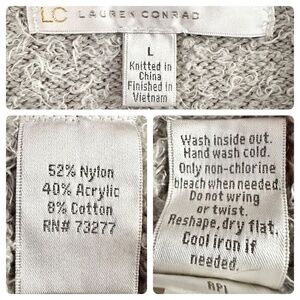 LC LAUREN CONRAD
L
Knitted in
China
Finished in
Vietnam
52% Nylon
40% Acrylic
8% Cotton
RN# 73277
Wash inside out.
Hand wash cold.
Only non-chlorine
bleach when needed.
Do not wring
or twist.
Reshape, dry flat.
Cool iron if
needed.
RPI